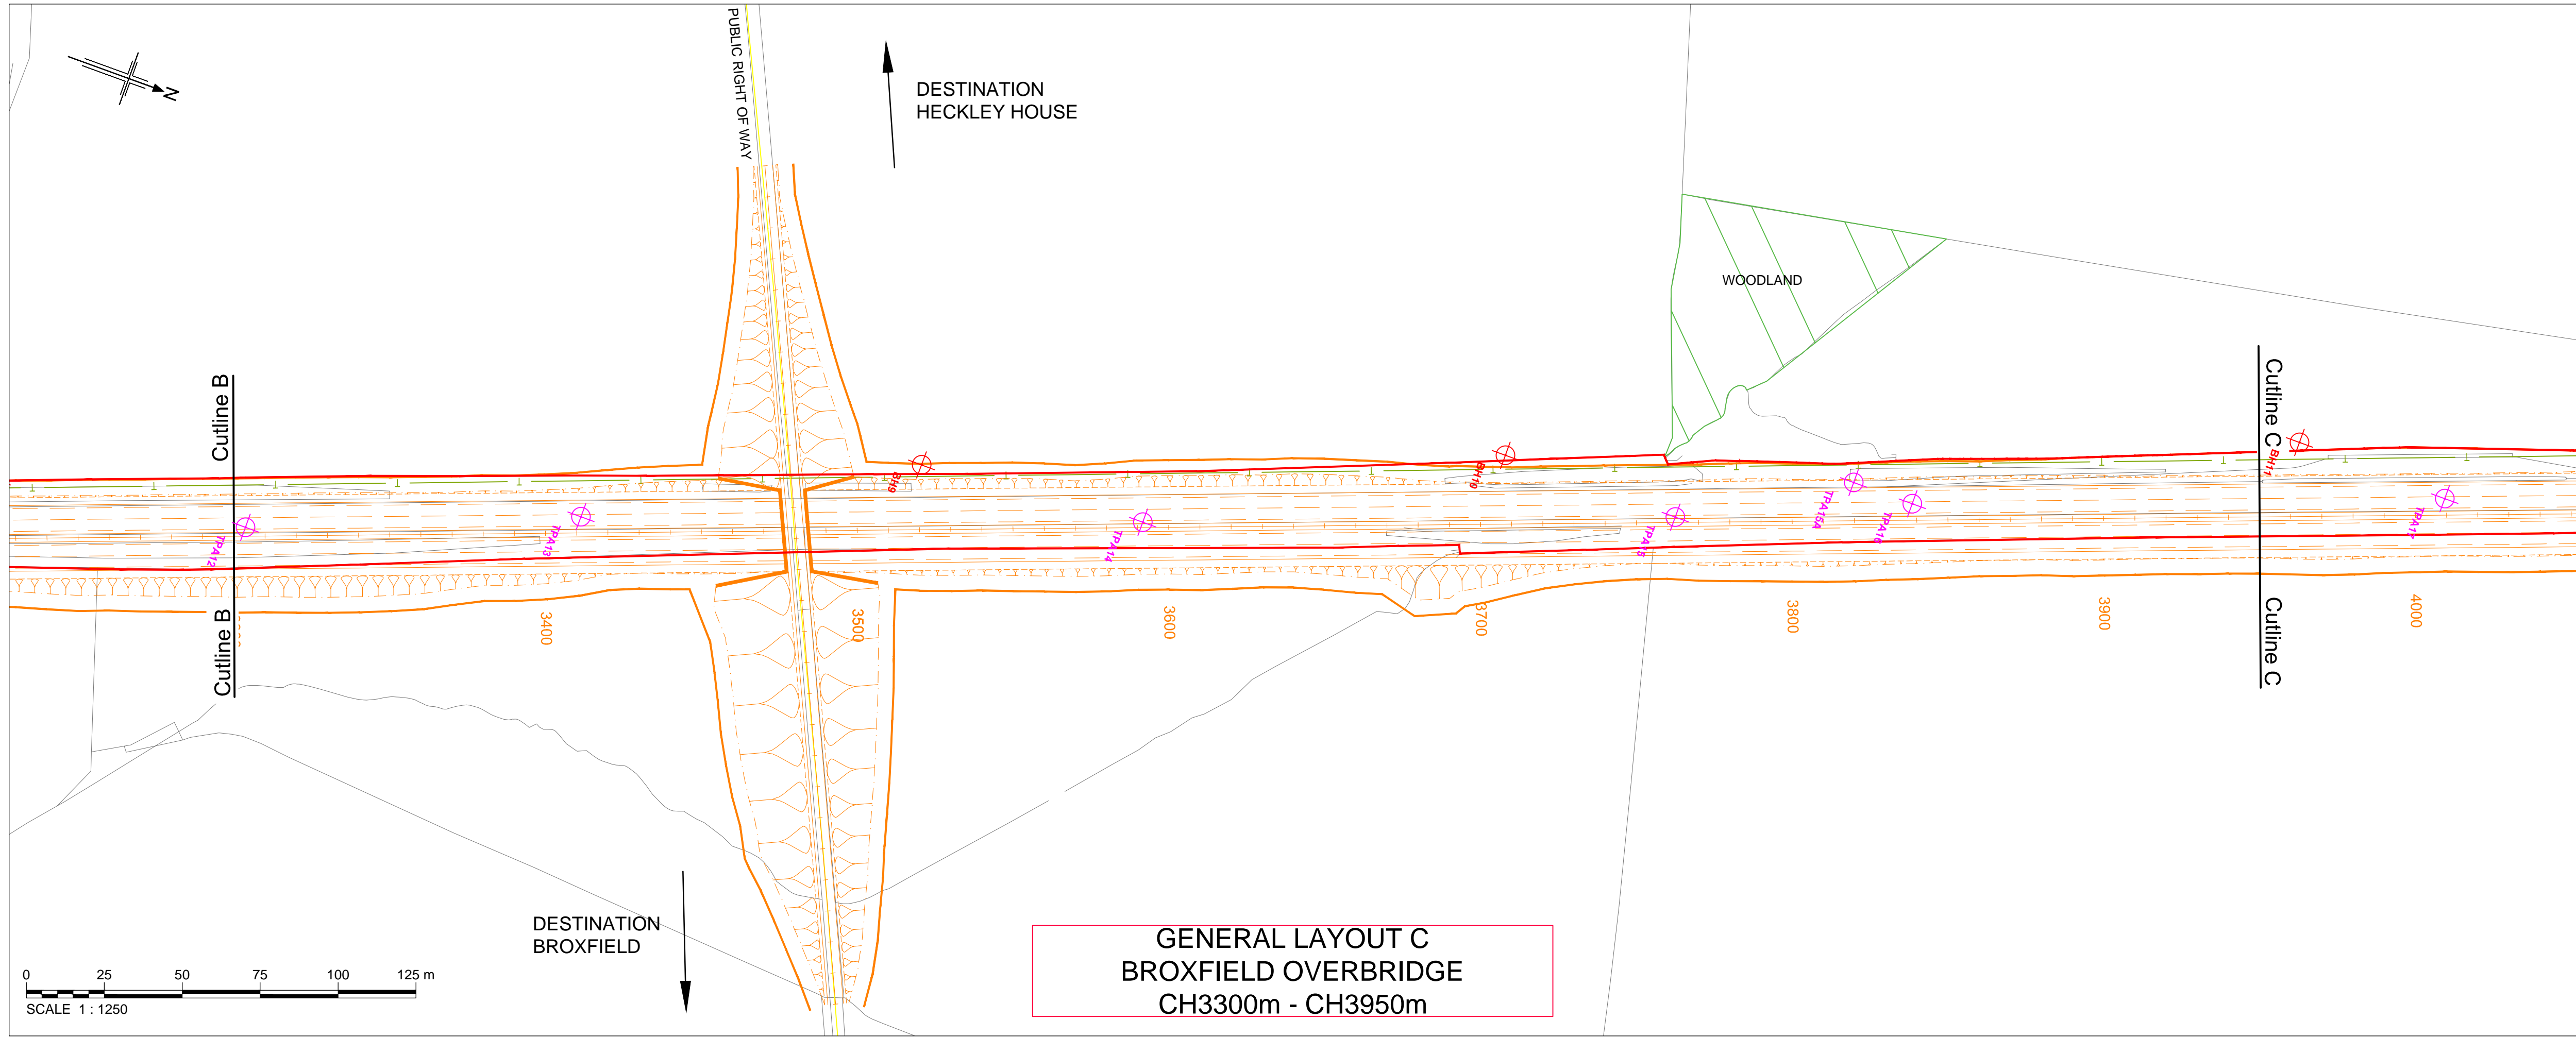 N
PUBLIC RIGHT OF WAY
DESTINATION
HECKLEY HOUSE
WOODLAND
Cutline B
Cutline C
BH9
BH10
BH11
TPA12
TPA13
TPA14
TPA15
TPA15A
TPA16
Cutline B
3400
3500
3600
3700
3800
3900
4000
Cutline C
DESTINATION
BROXFIELD
0 25 50 75 100 125 m
SCALE 1 : 1250
GENERAL LAYOUT C
BROXFIELD OVERBRIDGE
CH3300m - CH3950m